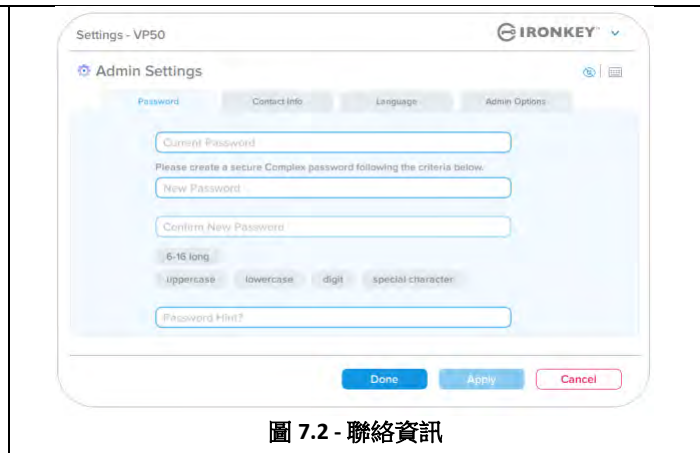 Settings - VP50
IRONKEY
Admin Settings
Password Contact Info Language Admin Options
Current Password
Please create a secure Complex password following the criteria below.
New Password
Confirm New Password
6-16 long
uppercase lowercase digit special character
Password Hint?
Done Apply Cancel
圖 7.2 - 聯絡資訊